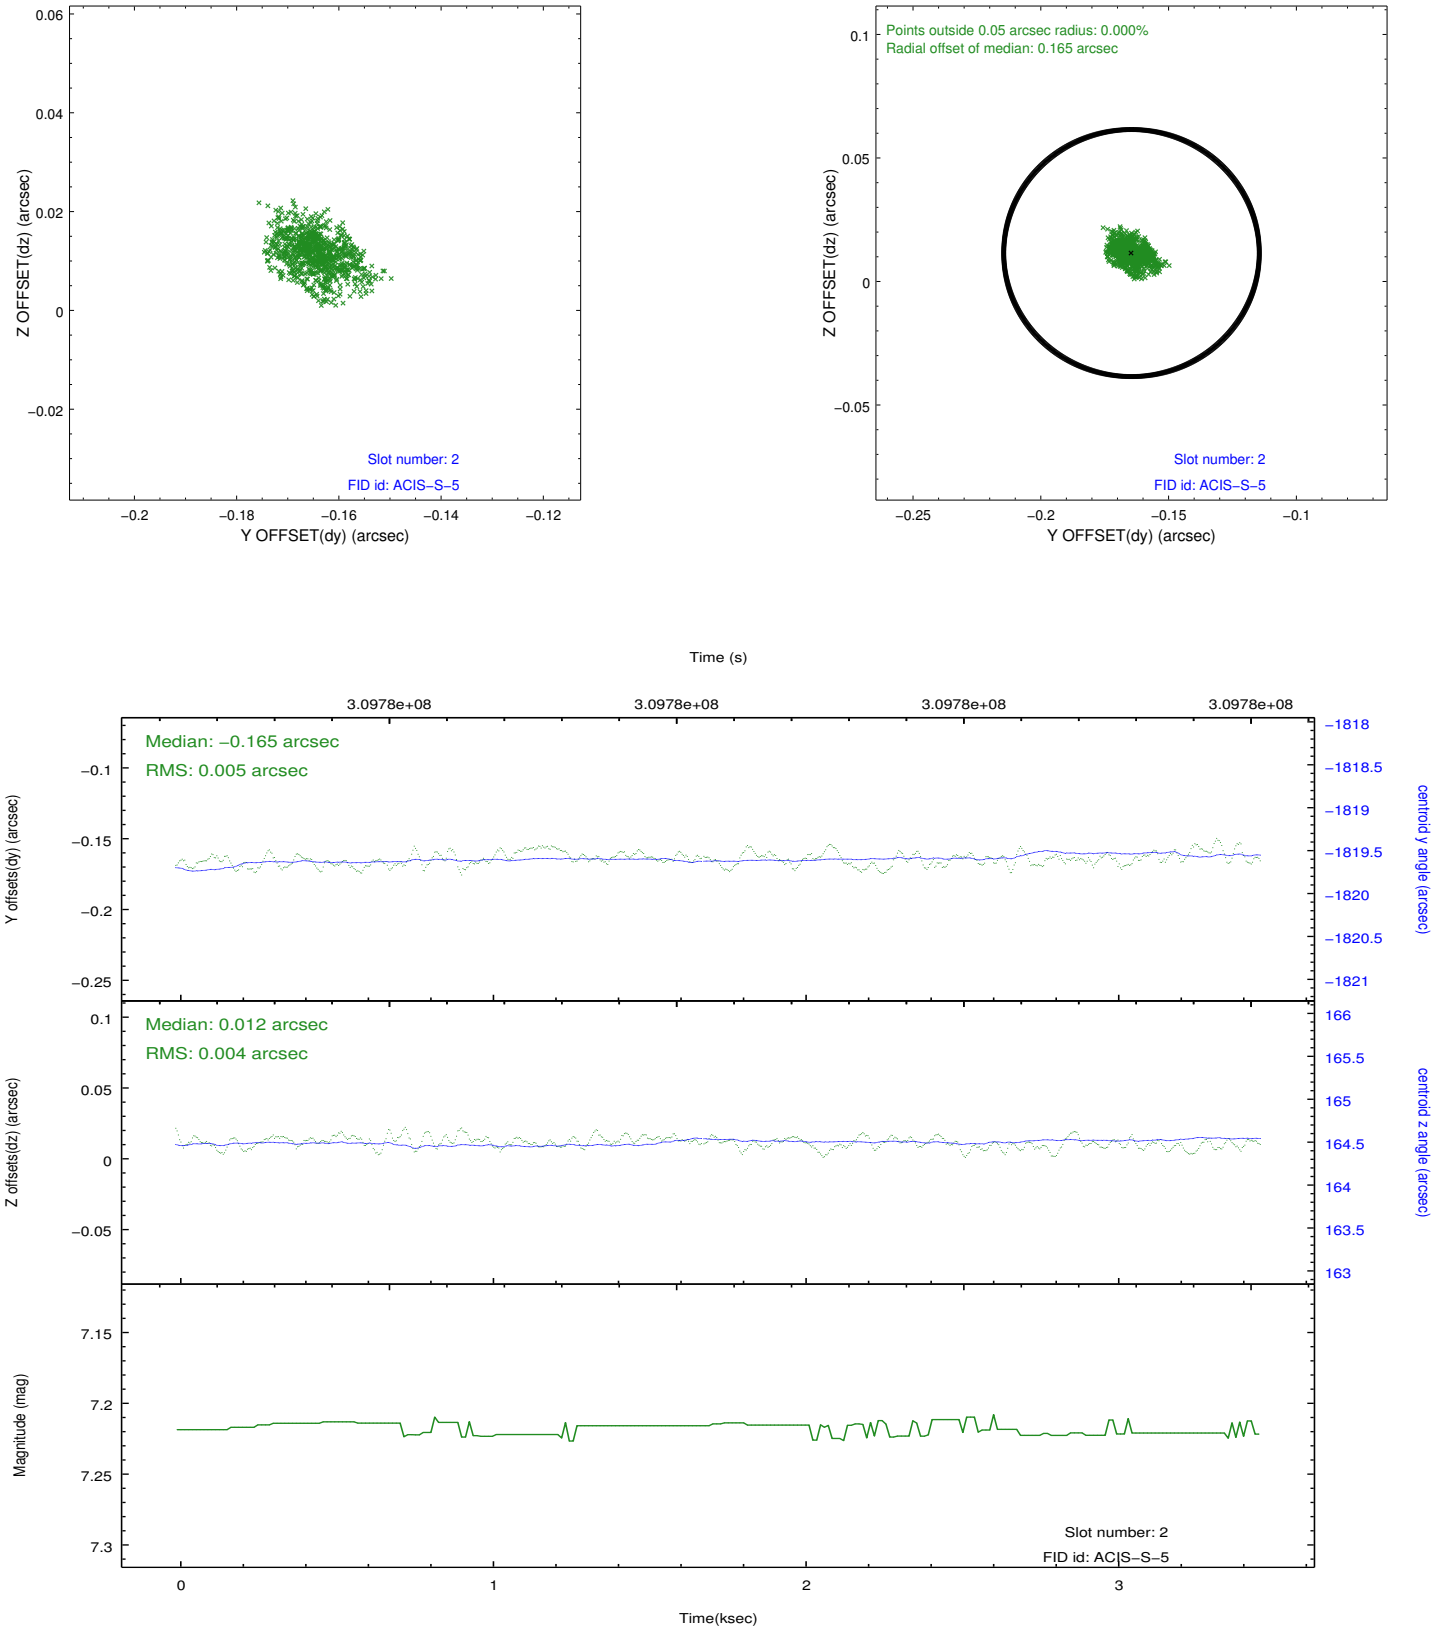 0.06
0.04
0.02
0
−0.02
Z OFFSET(dz) (arcsec)
Slot number: 2
FID id: ACIS−S−5
−0.2
−0.18
−0.16
−0.14
−0.12
Y OFFSET(dy) (arcsec)
Points outside 0.05 arcsec radius: 0.000%
Radial offset of median: 0.165 arcsec
0.1
0.05
0
−0.05
Z OFFSET(dz) (arcsec)
Slot number: 2
FID id: ACIS−S−5
−0.25
−0.2
−0.15
−0.1
Y OFFSET(dy) (arcsec)
Time (s)
3.0978e+08
3.0978e+08
3.0978e+08
3.0978e+08
Median: −0.165 arcsec
RMS: 0.005 arcsec
−0.1
−0.15
−0.2
−0.25
Y offsets(dy) (arcsec)
−1818
−1818.5
−1819
−1819.5
−1820
−1820.5
−1821
centroid y angle (arcsec)
Median: 0.012 arcsec
RMS: 0.004 arcsec
0.1
0.05
0
−0.05
Z offsets(dz) (arcsec)
166
165.5
165
164.5
164
163.5
163
centroid z angle (arcsec)
7.15
7.2
7.25
7.3
Magnitude (mag)
Slot number: 2
FID id: ACIS−S−5
0
1
2
3
Time(ksec)